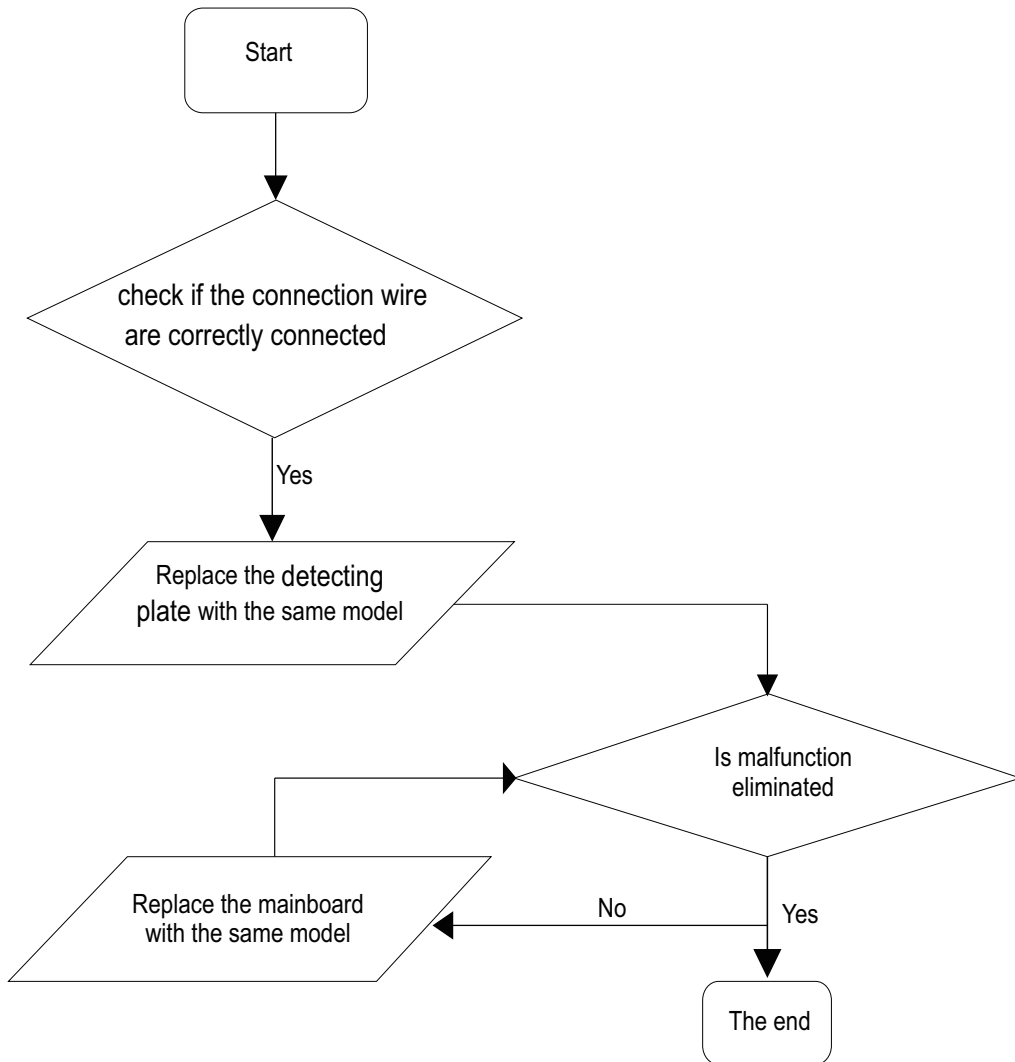 Start
check if the connection wire
are correctly connected
Yes
Replace the detecting
plate with the same model
Is malfunction
eliminated
Replace the mainboard
with the same model
No
Yes
The end